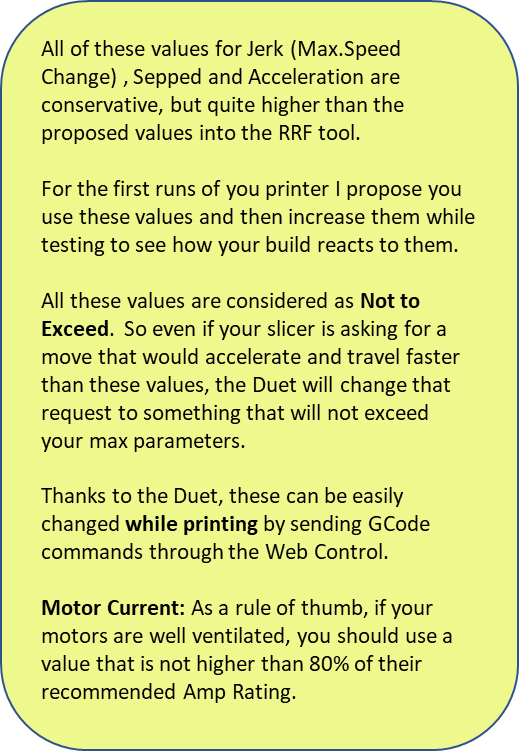 All of these values for Jerk (Max.Speed
Change) , Sepped and Acceleration are
conservative, but quite higher than the
proposed values into the RRF tool.
For the first runs of you printer I propose you
use these values and then increase them while
testing to see how your build reacts to them.
All these values are considered as Not to
Exceed.  So even if your slicer is asking for a
move that would accelerate and travel faster
than these values, the Duet will change that
request to something that will not exceed
your max parameters.
Thanks to the Duet, these can be easily
changed while printing by sending GCode
commands through the Web Control.
Motor Current: As a rule of thumb, if your
motors are well ventilated, you should use a
value that is not higher than 80% of their
recommended Amp Rating.